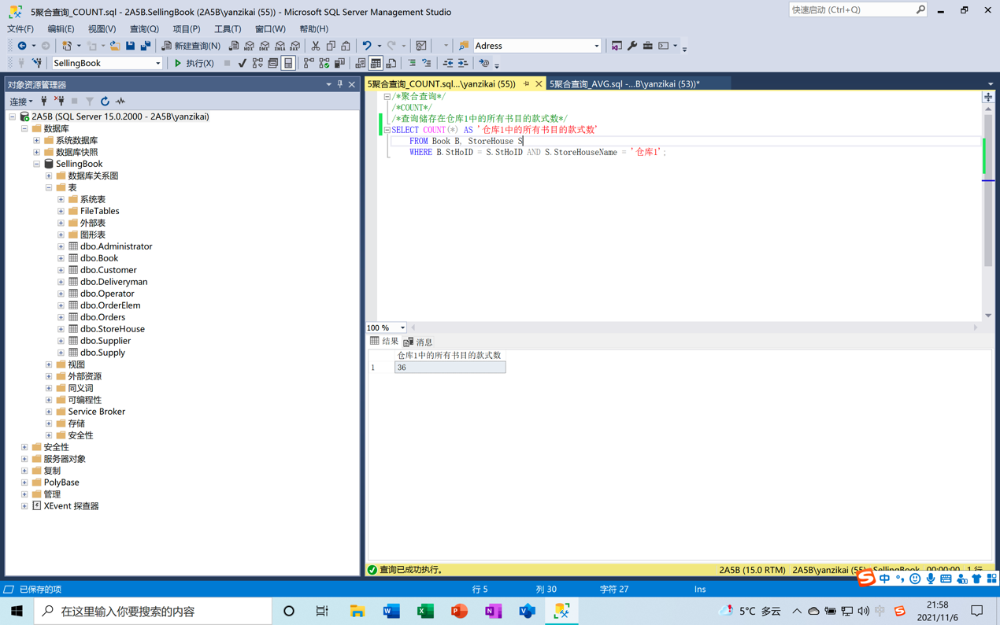 5聚合查询_COUNT.sql - 2A5B.SellingBook (2A5B\yanzikai (55)) - Microsoft SQL Server Management Studio
快速启动 (Ctrl+Q)
文件(F) 编辑(E) 视图(V) 查询(Q) 项目(P) 工具(T) 窗口(W) 帮助(H)
新建查询(N) Adress
SellingBook 执行(X)
对象资源管理器
连接
2A5B (SQL Server 15.0.2000 - 2A5B\yanzikai)
数据库
系统数据库
数据库快照
SellingBook
数据库关系图
表
系统表
FileTables
外部表
图形表
dbo.Administrator
dbo.Book
dbo.Customer
dbo.Deliveryman
dbo.Operator
dbo.OrderElem
dbo.Orders
dbo.StoreHouse
dbo.Supplier
dbo.Supply
视图
外部资源
同义词
可编程性
Service Broker
存储
安全性
安全性
服务器对象
复制
PolyBase
管理
XEvent 探查器
5聚合查询_COUNT.sql...\yanzikai (55)) 5聚合查询_AVG.sql -...B\yanzikai (53))*
/*聚合查询*/
/*COUNT*/
/*查询储存在仓库1中的所有书目的款式数*/
SELECT COUNT(*) AS '仓库1中的所有书目的款式数'
FROM Book B, StoreHouse S
WHERE B.StHoID = S.StHoID AND S.StoreHouseName = '仓库1';
100 %
结果 消息
仓库1中的所有书目的款式数
1 36
查询已成功执行。 2A5B (15.0 RTM) 2A5B\yanzikai (55) SellingBook 00:00:00 1 行
中
已保存的项 行 5 列 30 字符 27 Ins
在这里输入你要搜索的内容 5°C 多云 中 21:58
2021/11/6